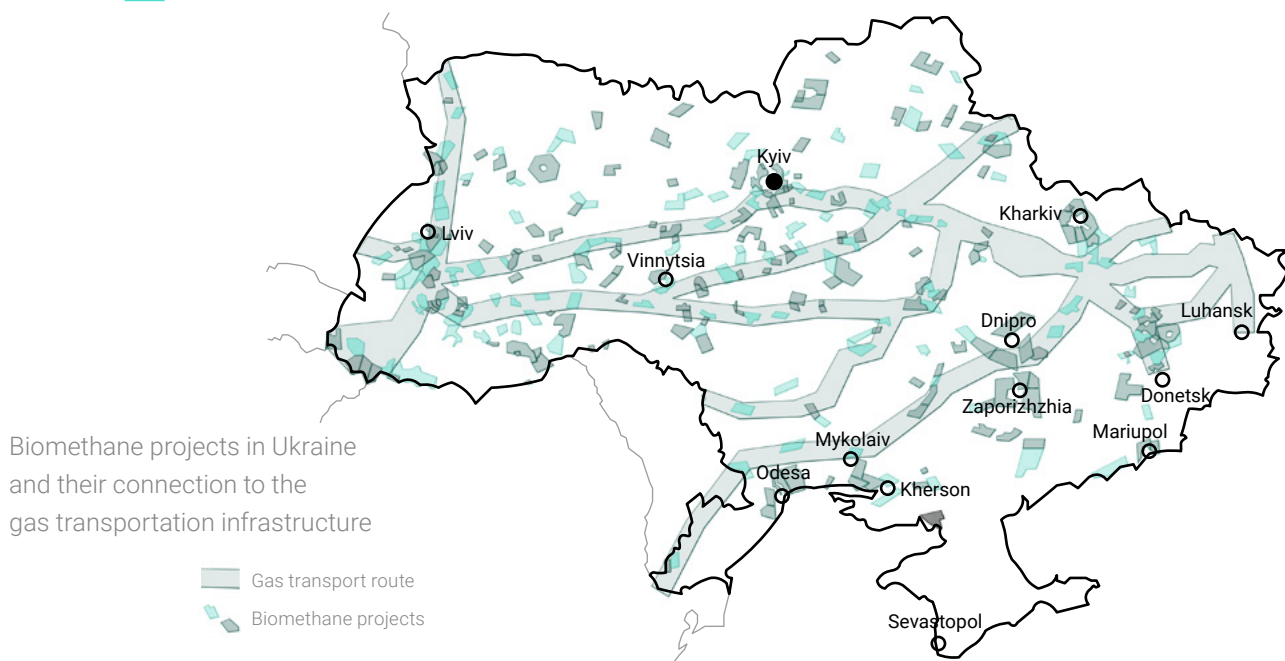 Kyiv
Kharkiv
Lviv
Vinnytsia
Luhansk
Dnipro
Donetsk
Zaporizhzhia
Mariupol
Mykolaiv
Odesa
Kherson
Sevastopol
Biomethane projects in Ukraine
and their connection to the
gas transportation infrastructure
Gas transport route
Biomethane projects